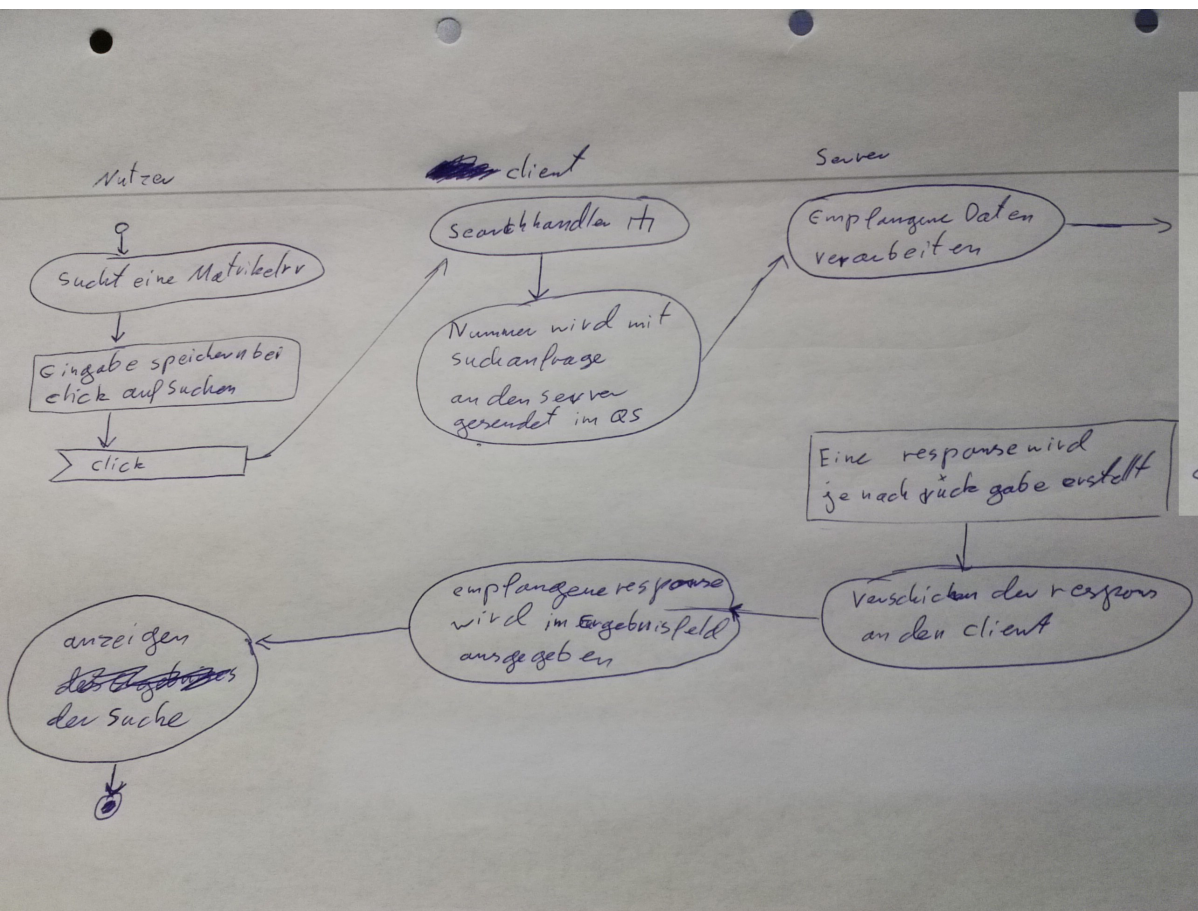 Nutzer
client
Server
sucht eine Matrikelnr
Eingabe speichern bei
click auf Suchen
click
Searchhandler
Nummer wird mit
suchanfrage
an den server
gesendet im QS
Empfangene Daten
verarbeiten
Eine response wird
je nach rück gabe erstellt
Verschicken der respons
an den client
empfangene response
wird im Ergebnisfeld
ausgegeben
anzeigen
der Suche